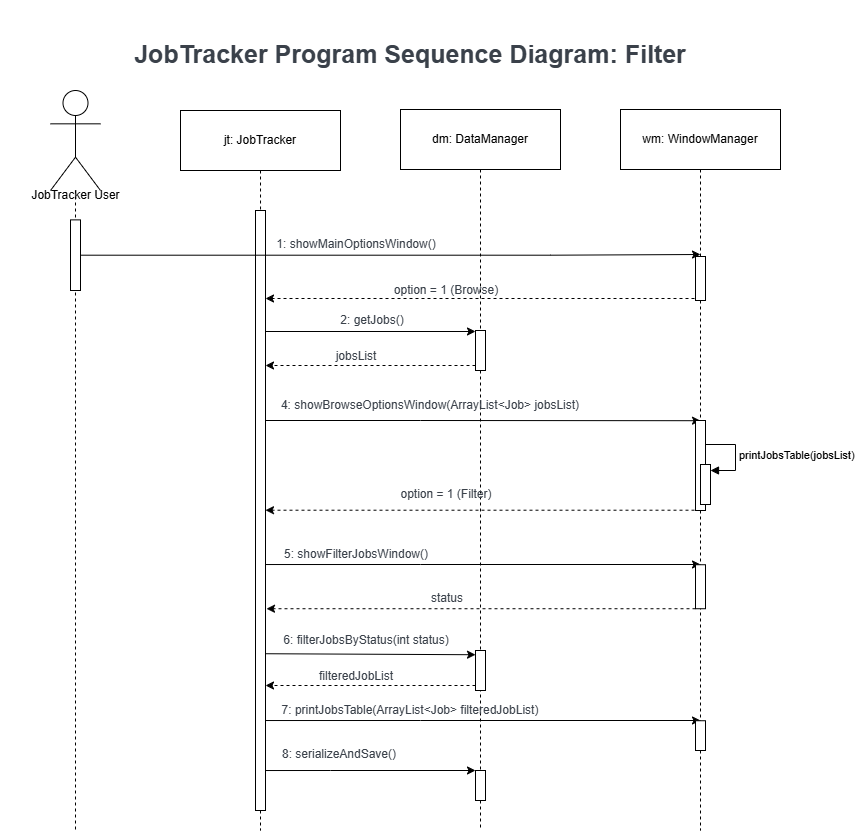 JobTracker Program Sequence Diagram: Filter
JobTracker User
jt: JobTracker
dm: DataManager
wm: WindowManager
1: showMainOptionsWindow()
option = 1 (Browse)
2: getJobs()
jobsList
4: showBrowseOptionsWindow(ArrayList<Job> jobsList)
printJobsTable(jobsList)
option = 1 (Filter)
5: showFilterJobsWindow()
status
6: filterJobsByStatus(int status)
filteredJobList
7: printJobsTable(ArrayList<Job> filteredJobList)
8: serializeAndSave()